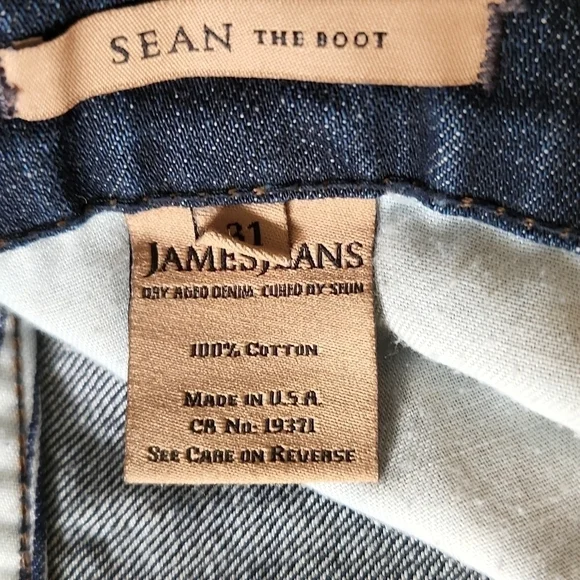 SEAN THE BOOT
31
JAMES JEANS
DRY AGED DENIM, CURED BY SEUN
100% COTTON
MADE IN U.S.A.
CA NO: 19371
SEE CARE ON REVERSE